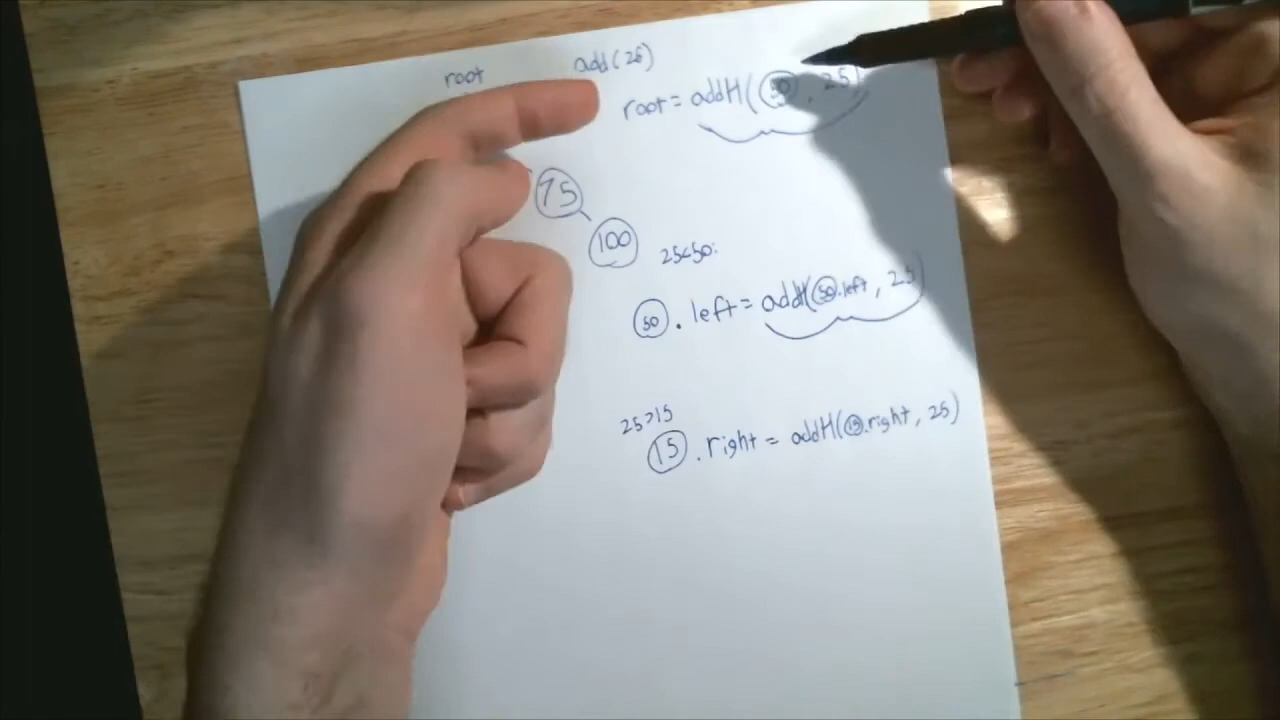 root
add(25)
root = addH(50, 25)
75
100
25<50:
50.left = addH(50.left, 25)
25>15
15.right = addH(15.right, 25)